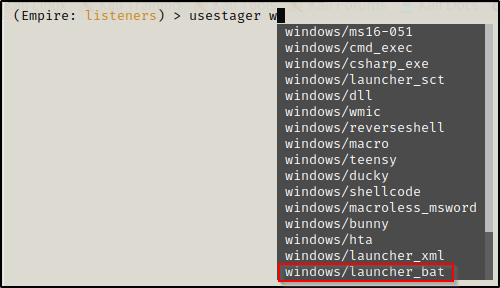 (Empire: listeners) > usestager w
windows/ms16-051
windows/cmd_exec
windows/csharp_exe
windows/launcher_sct
windows/dll
windows/wmic
windows/reverseshell
windows/macro
windows/teensy
windows/ducky
windows/shellcode
windows/macroless_msword
windows/bunny
windows/hta
windows/launcher_xml
windows/launcher_bat